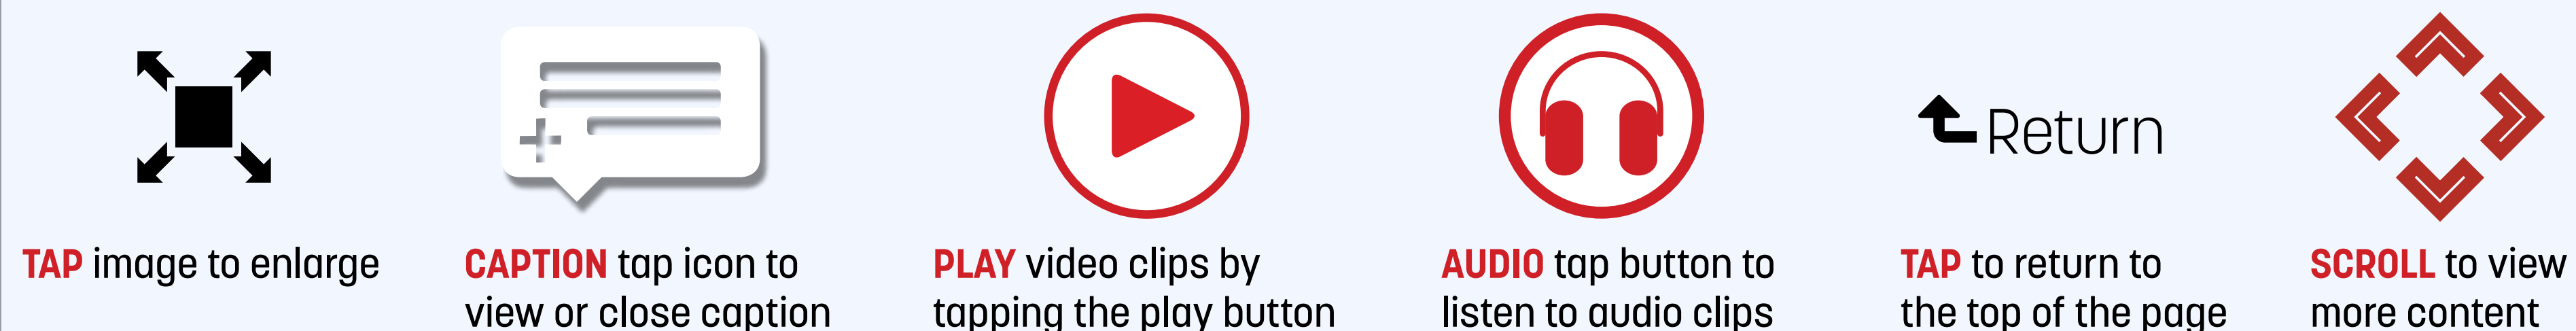 Return
TAP image to enlarge
CAPTION tap icon to
view or close caption
PLAY video clips by
tapping the play button
AUDIO tap button to
listen to audio clips
TAP to return to
the top of the page
SCROLL to view
more content